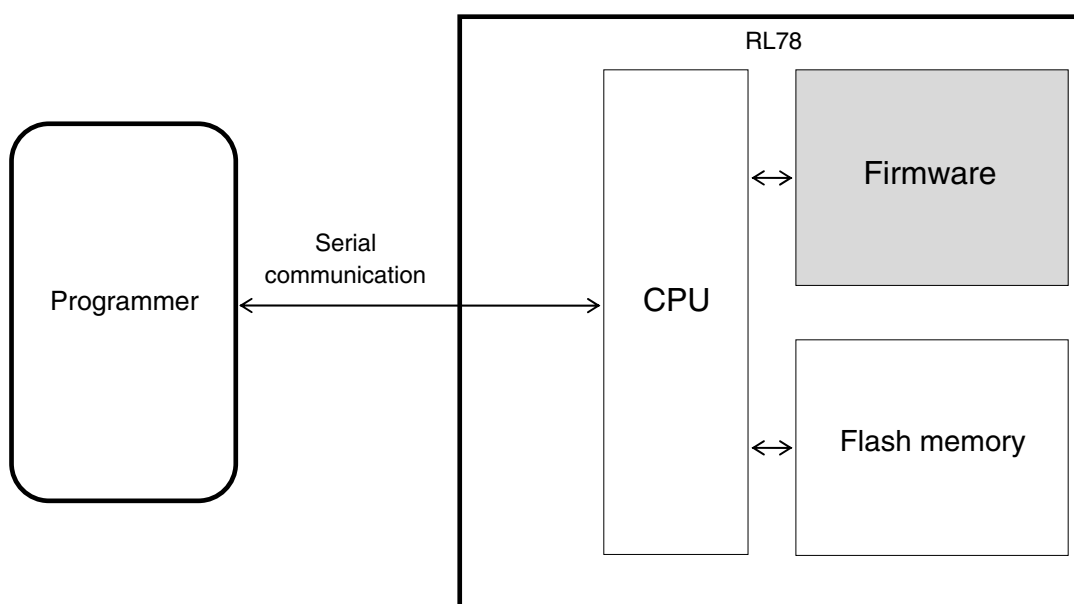 RL78
Firmware
Serial
communication
Programmer
CPU
Flash memory